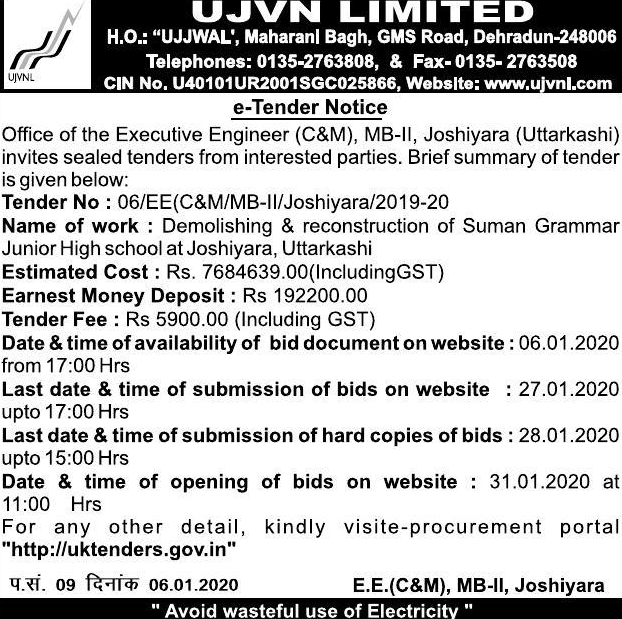 UJVN LIMITED
H.O.: “UJJWAL', Maharani Bagh, GMS Road, Dehradun-248006
Telephones: 0135-2763808, & Fax- 0135- 2763508
UJVNL
CIN No. U40101UR2001SGC025866, Website: www.ujvnl.com
e-Tender Notice
Office of the Executive Engineer (C&M), MB-II, Joshiyara (Uttarkashi)
invites sealed tenders from interested parties. Brief summary of tender
is given below:
Tender No : 06/EE(C&M/MB-II/Joshiyara/2019-20
Name of work : Demolishing & reconstruction of Suman Grammar
Junior High school at Joshiyara, Uttarkashi
Estimated Cost : Rs. 7684639.00(IncludingGST)
Earnest Money Deposit : Rs 192200.00
Tender Fee : Rs 5900.00 (Including GST)
Date & time of availability of bid document on website : 06.01.2020
from 17:00 Hrs
Last date & time of submission of bids on website : 27.01.2020
upto 17:00 Hrs
Last date & time of submission of hard copies of bids : 28.01.2020
upto 15:00 Hrs
Date & time of opening of bids on website : 31.01.2020 at
11:00 Hrs
For any other detail, kindly visite-procurement portal
"http://uktenders.gov.in"
प.सं. 09 दिनांक 06.01.2020 E.E.(C&M), MB-II, Joshiyara
" Avoid wasteful use of Electricity "